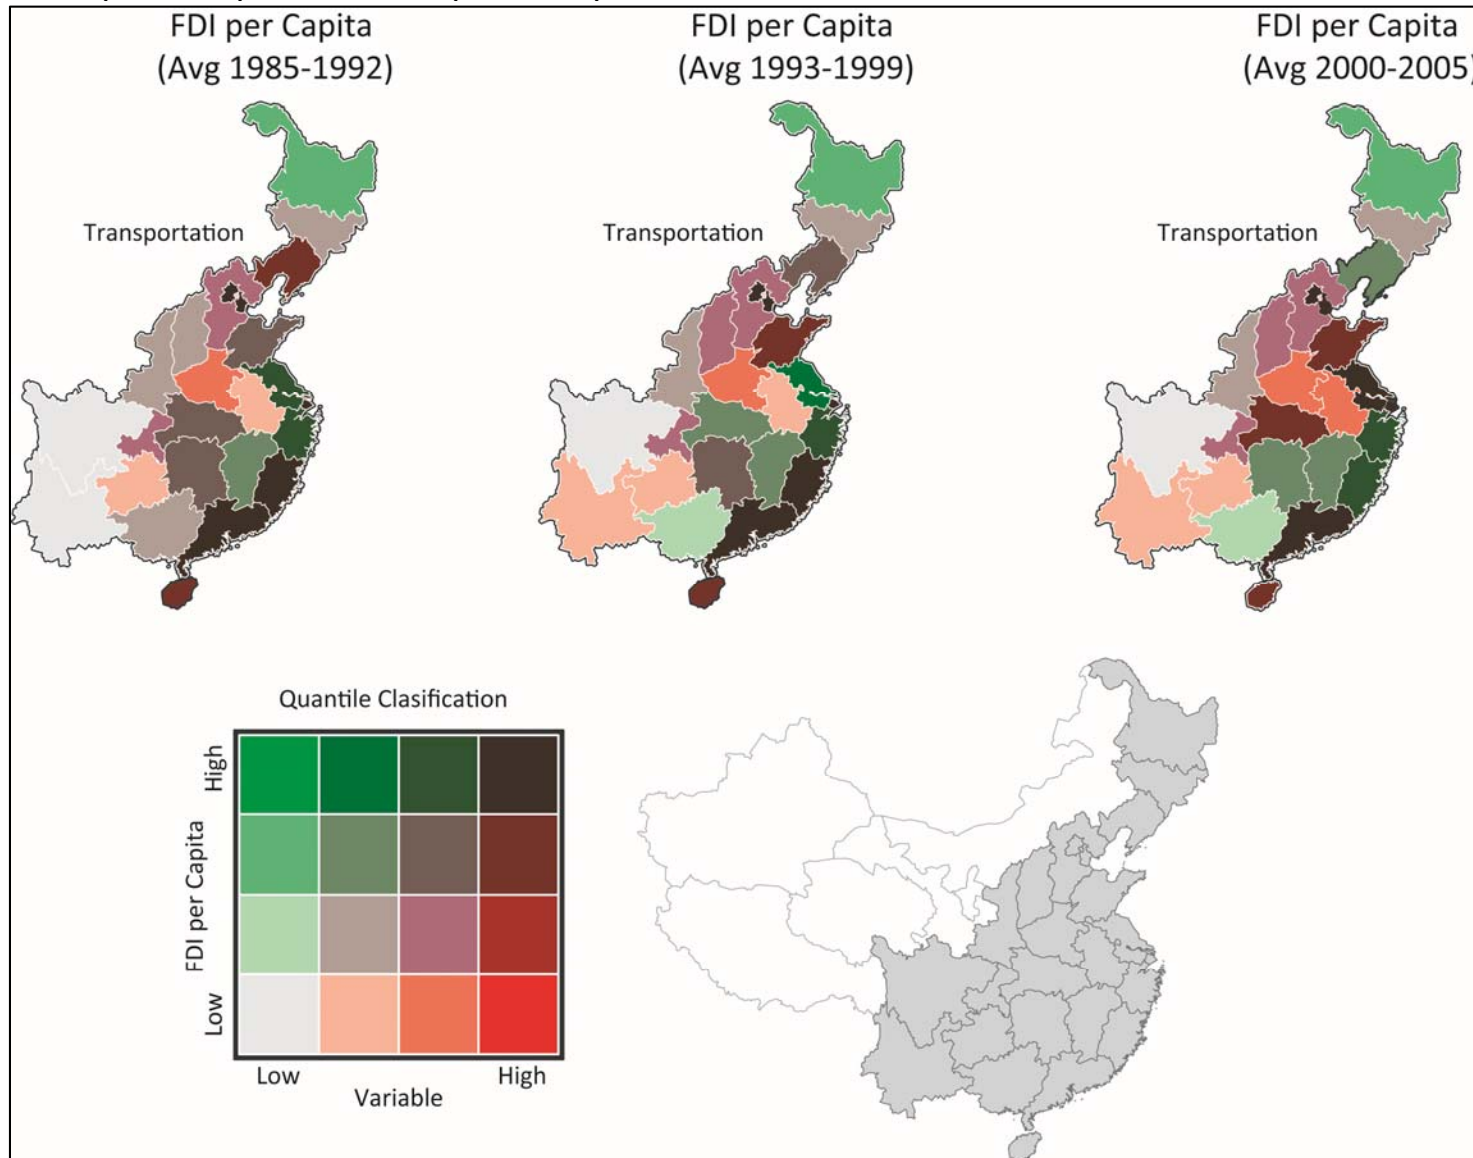 FDI per Capita
(Avg 1985-1992)
FDI per Capita
(Avg 1993-1999)
FDI per Capita
(Avg 2000-2005)
Transportation
Transportation
Transportation
Quantile Clasification
High
FDI per Capita
Low
Low
High
Variable